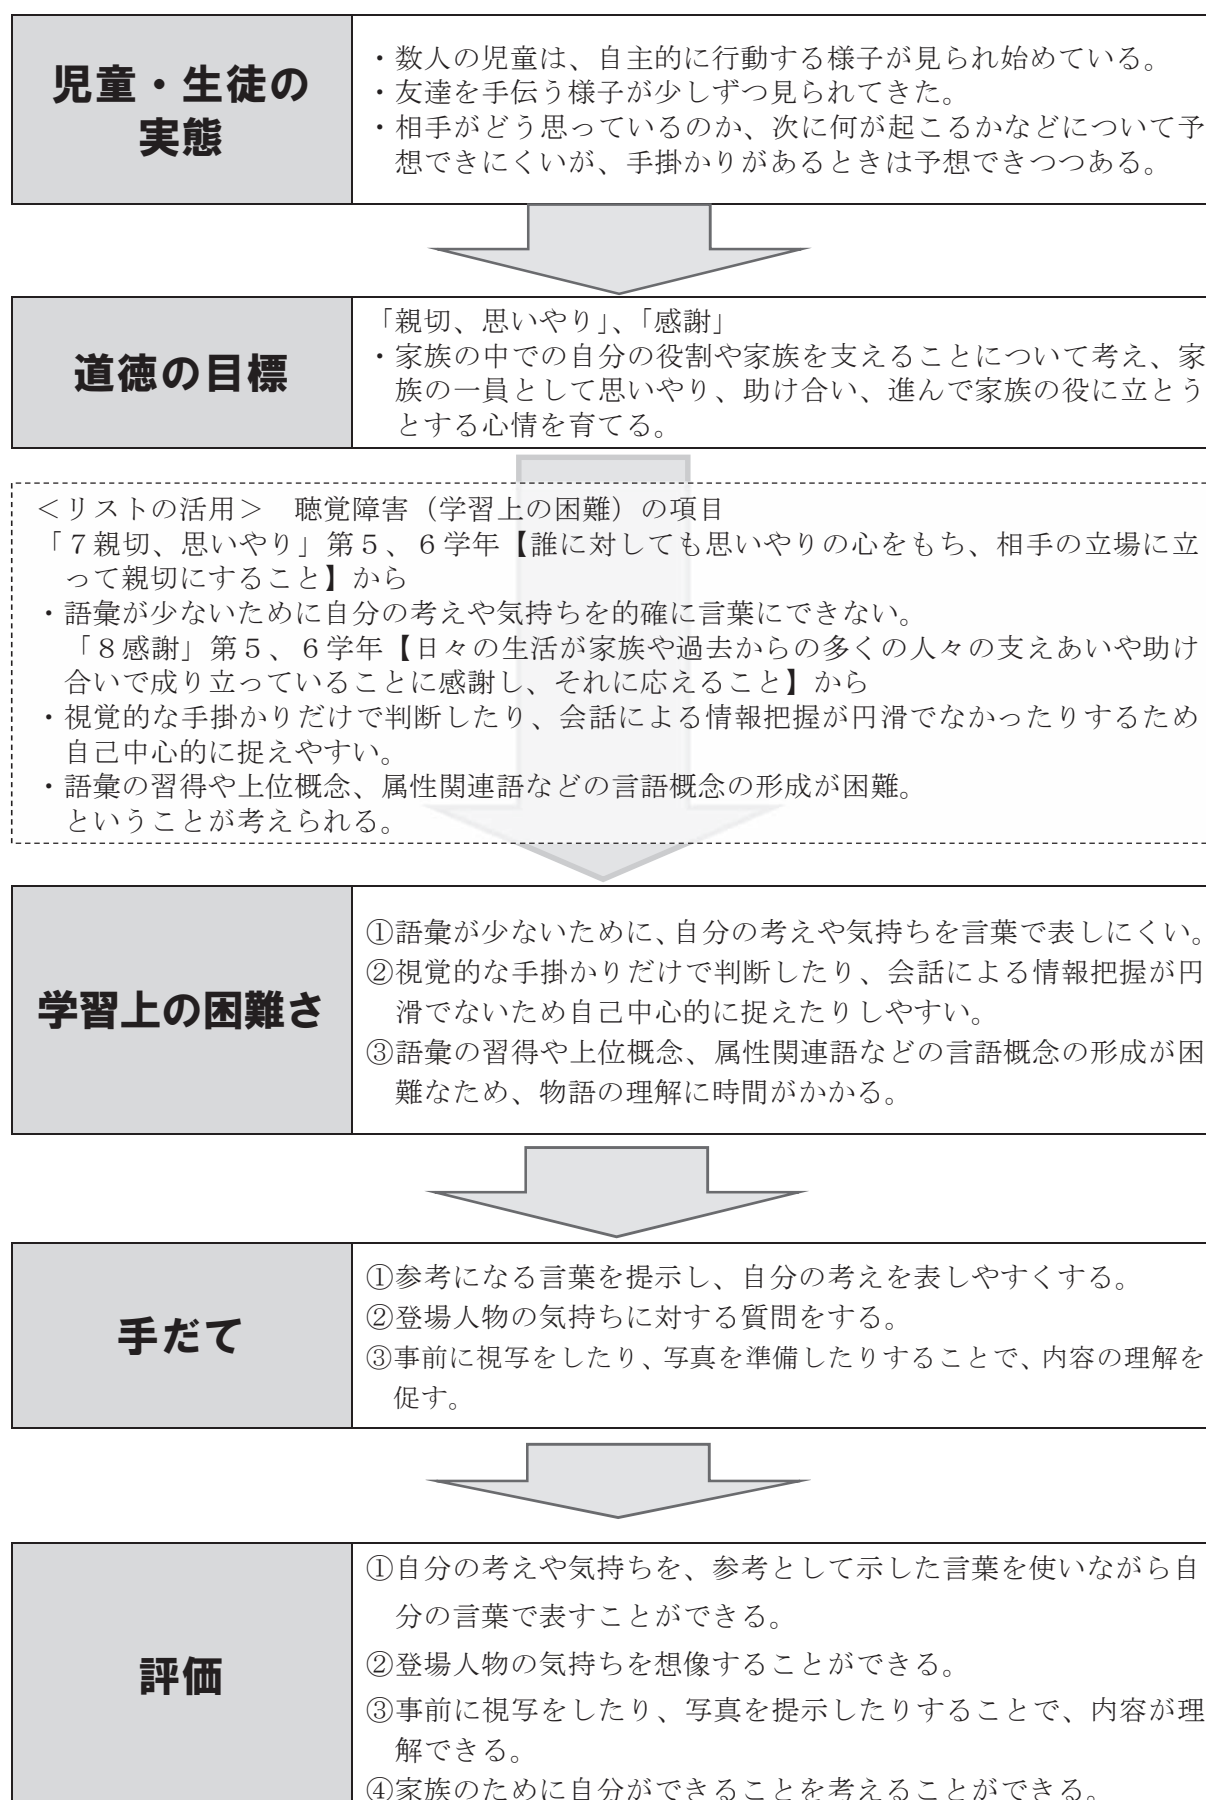 児童・生徒の
実態
・数人の児童は、自主的に行動する様子が見られ始めている。
・友達を手伝う様子が少しずつ見られてきた。
・相手がどう思っているのか、次に何が起こるかなどについて予
想できにくいが、手掛かりがあるときは予想できつつある。
道徳の目標
「親切、思いやり」、「感謝」
・家族の中での自分の役割や家族を支えることについて考え、家
族の一員として思いやり、助け合い、進んで家族の役に立とう
とする心情を育てる。
＜リストの活用＞　聴覚障害（学習上の困難）の項目
「７親切、思いやり」第５、６学年【誰に対しても思いやりの心をもち、相手の立場に立
って親切にすること】から
・語彙が少ないために自分の考えや気持ちを的確に言葉にできない。
「８感謝」第５、６学年【日々の生活が家族や過去からの多くの人々の支えあいや助け
合いで成り立っていることに感謝し、それに応えること】から
・視覚的な手掛かりだけで判断したり、会話による情報把握が円滑でなかったりするため
自己中心的に捉えやすい。
・語彙の習得や上位概念、属性関連語などの言語概念の形成が困難。
ということが考えられる。
学習上の困難さ
①語彙が少ないために、自分の考えや気持ちを言葉で表しにくい。
②視覚的な手掛かりだけで判断したり、会話による情報把握が円
滑でないため自己中心的に捉えたりしやすい。
③語彙の習得や上位概念、属性関連語などの言語概念の形成が困
難なため、物語の理解に時間がかかる。
手だて
①参考になる言葉を提示し、自分の考えを表しやすくする。
②登場人物の気持ちに対する質問をする。
③事前に視写をしたり、写真を準備したりすることで、内容の理解を
促す。
評価
①自分の考えや気持ちを、参考として示した言葉を使いながら自
分の言葉で表すことができる。
②登場人物の気持ちを想像することができる。
③事前に視写をしたり、写真を提示したりすることで、内容が理
解できる。
④家族のために自分ができることを考えることができる。